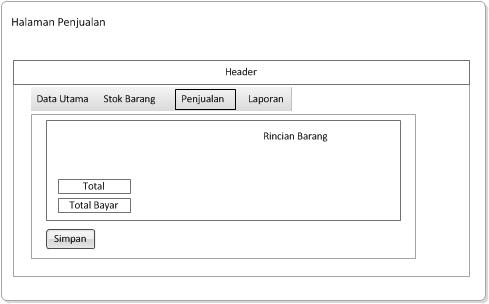 Halaman Penjualan
Header
Data Utama Stok Barang Penjualan Laporan
Rincian Barang
Total
Total Bayar
Simpan